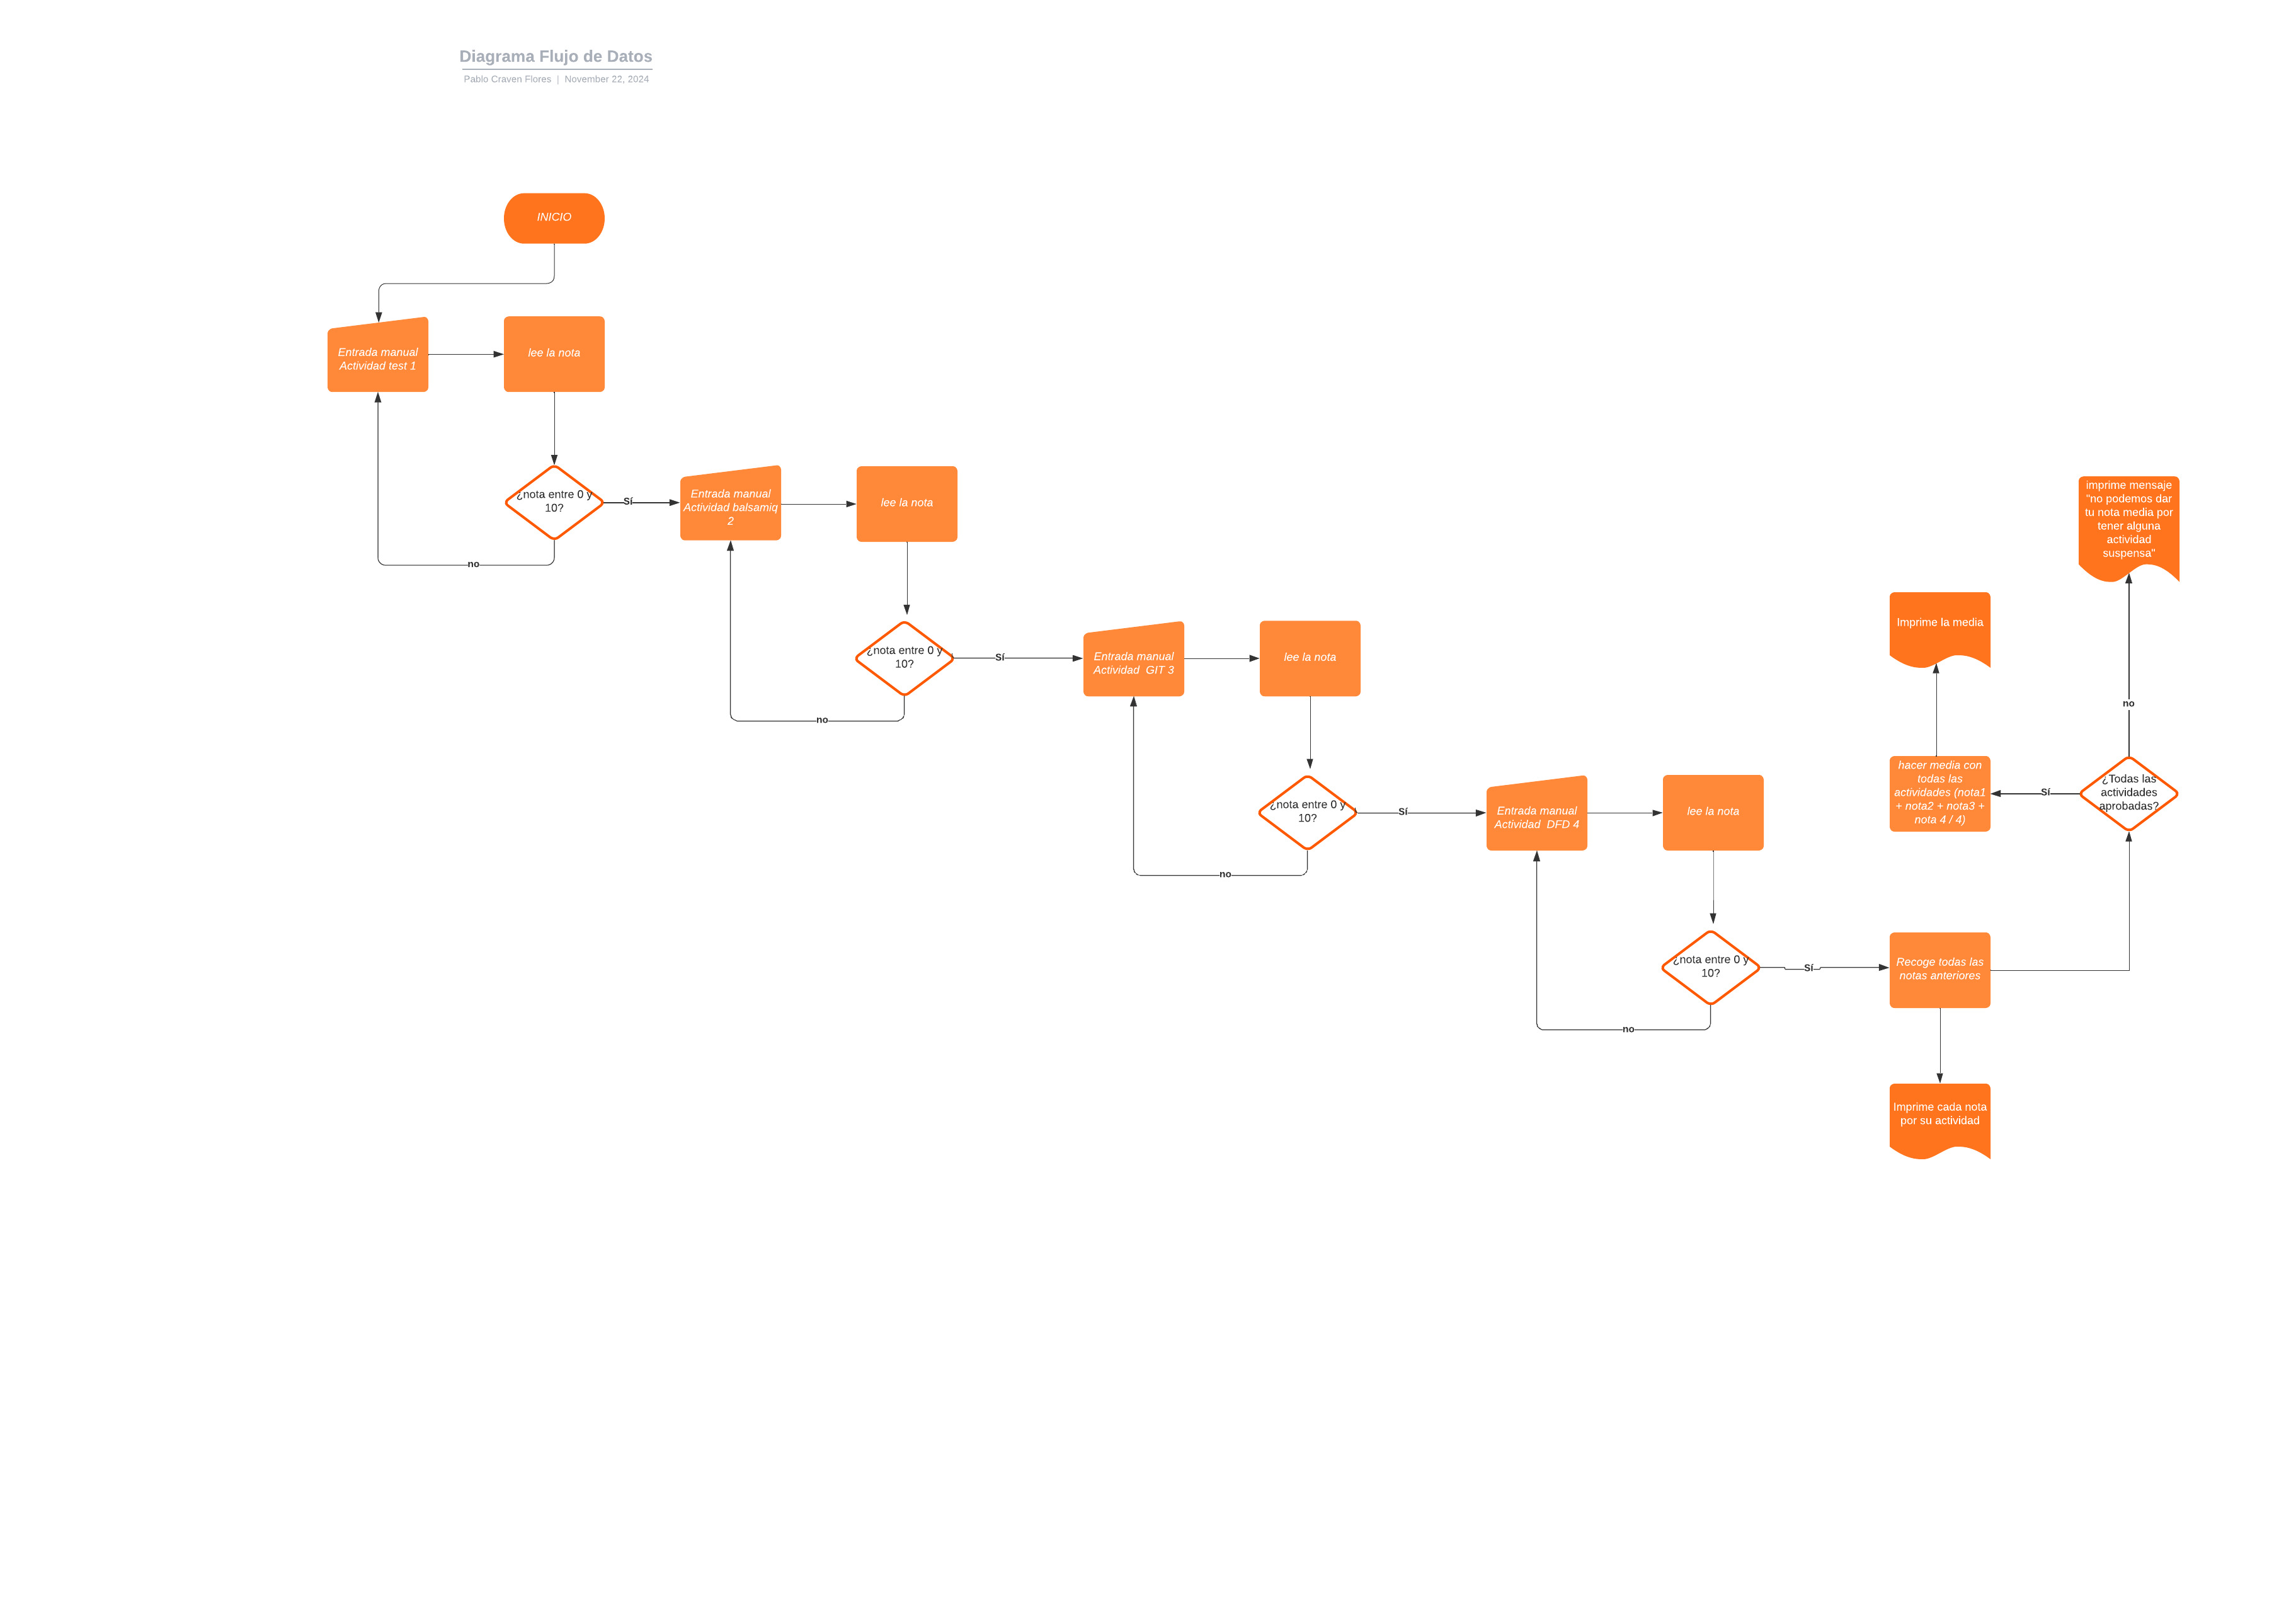 Diagrama Flujo de Datos
Pablo Craven Flores | November 22, 2024
INICIO
Entrada manual
Actividad test 1
lee la nota
¿nota entre 0 y
10?
Sí
no
Entrada manual
Actividad balsamiq
2
lee la nota
¿nota entre 0 y
10?
Sí
no
Entrada manual
Actividad GIT 3
lee la nota
¿nota entre 0 y
10?
Sí
no
Entrada manual
Actividad DFD 4
lee la nota
¿nota entre 0 y
10?
Sí
no
Recoge todas las
notas anteriores
Imprime cada nota
por su actividad
¿Todas las
actividades
aprobadas?
Sí
hacer media con
todas las
actividades (nota1
+ nota2 + nota3 +
nota 4 / 4)
Imprime la media
no
imprime mensaje
"no podemos dar
tu nota media por
tener alguna
actividad
suspensa"